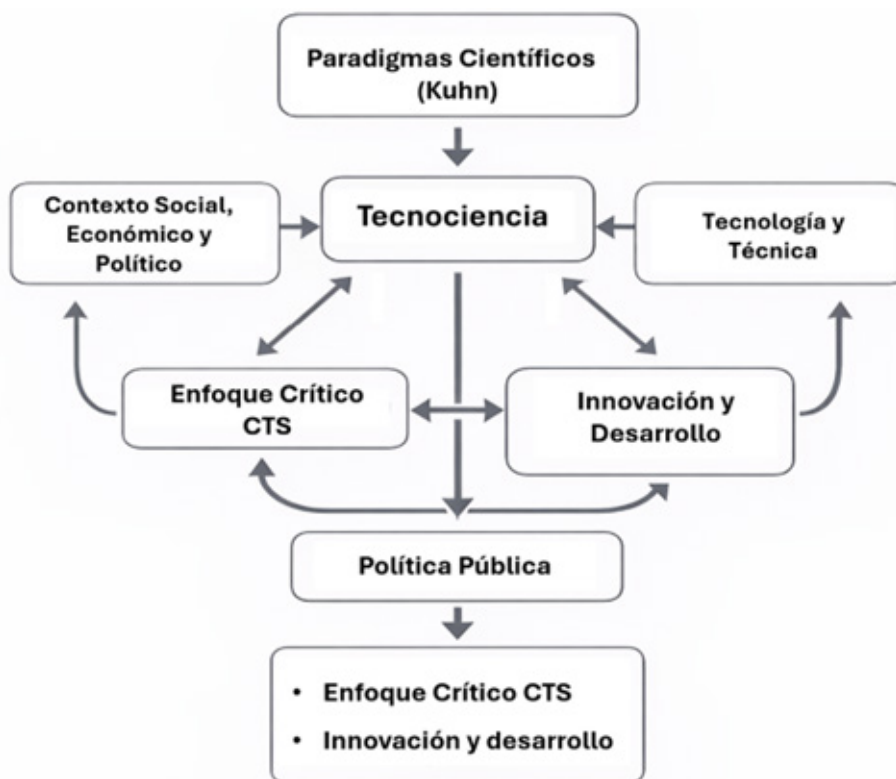 Paradigmas Científicos
(Kuhn)
Contexto Social,
Económico y
Político
Tecnociencia
Tecnología y
Técnica
Enfoque Crítico
CTS
Innovación y
Desarrollo
Política Pública
• Enfoque Crítico CTS
• Innovación y desarrollo